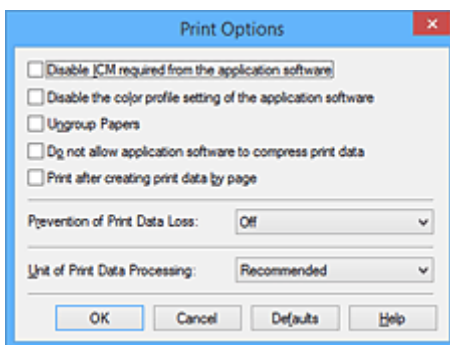 Print Options
Disable ICM required from the application software
Disable the color profile setting of the application software
Ungroup Papers
Do not allow application software to compress print data
Print after creating print data by page
Prevention of Print Data Loss: Off
Unit of Print Data Processing: Recommended
OK Cancel Defaults Help